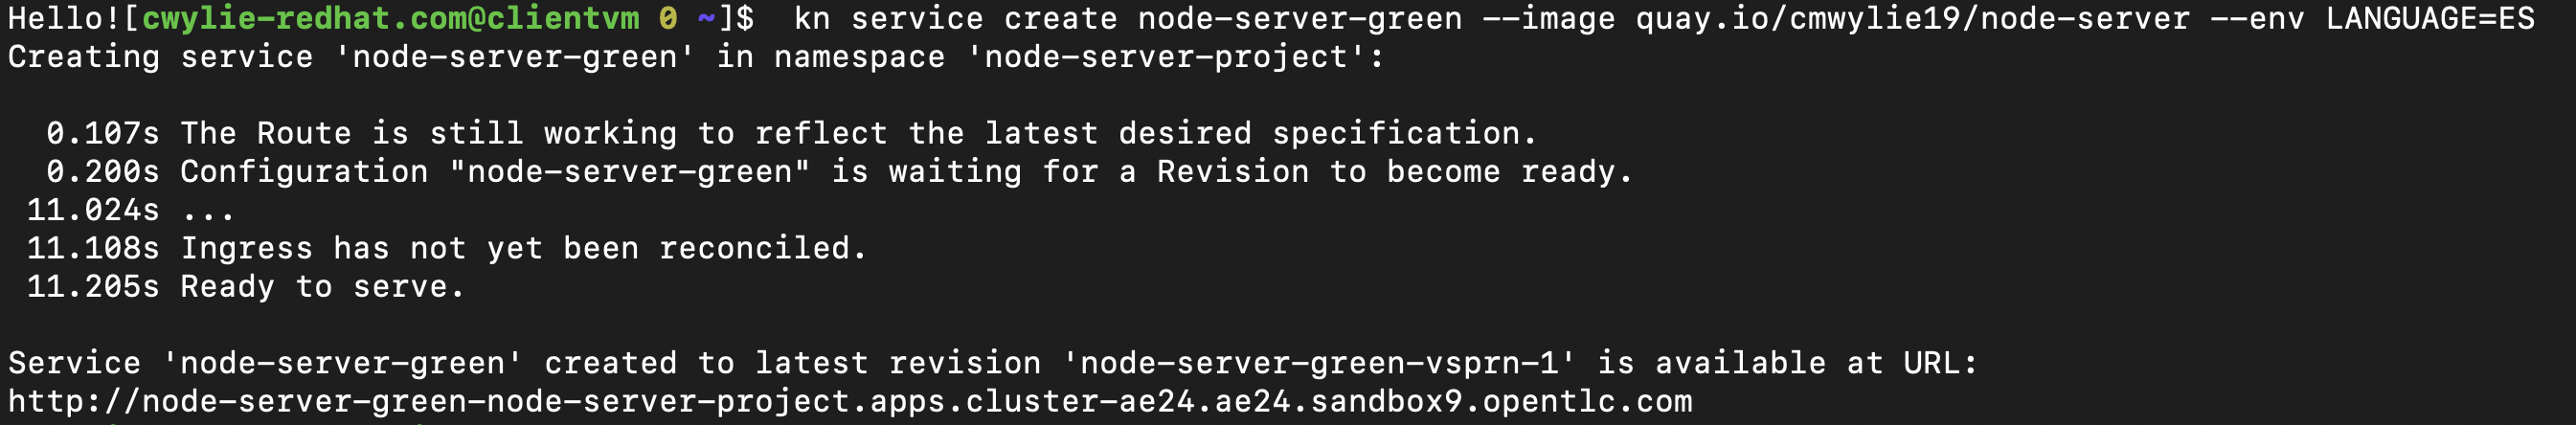 Hello![cwylie-redhat.com@clientvm 0 ~]$  kn service create node-server-green --image quay.io/cmwylie19/node-server --env LANGUAGE=ES
Creating service 'node-server-green' in namespace 'node-server-project':

  0.107s The Route is still working to reflect the latest desired specification.
  0.200s Configuration "node-server-green" is waiting for a Revision to become ready.
 11.024s ...
 11.108s Ingress has not yet been reconciled.
 11.205s Ready to serve.

Service 'node-server-green' created to latest revision 'node-server-green-vsprn-1' is available at URL:
http://node-server-green-node-server-project.apps.cluster-ae24.ae24.sandbox9.opentlc.com